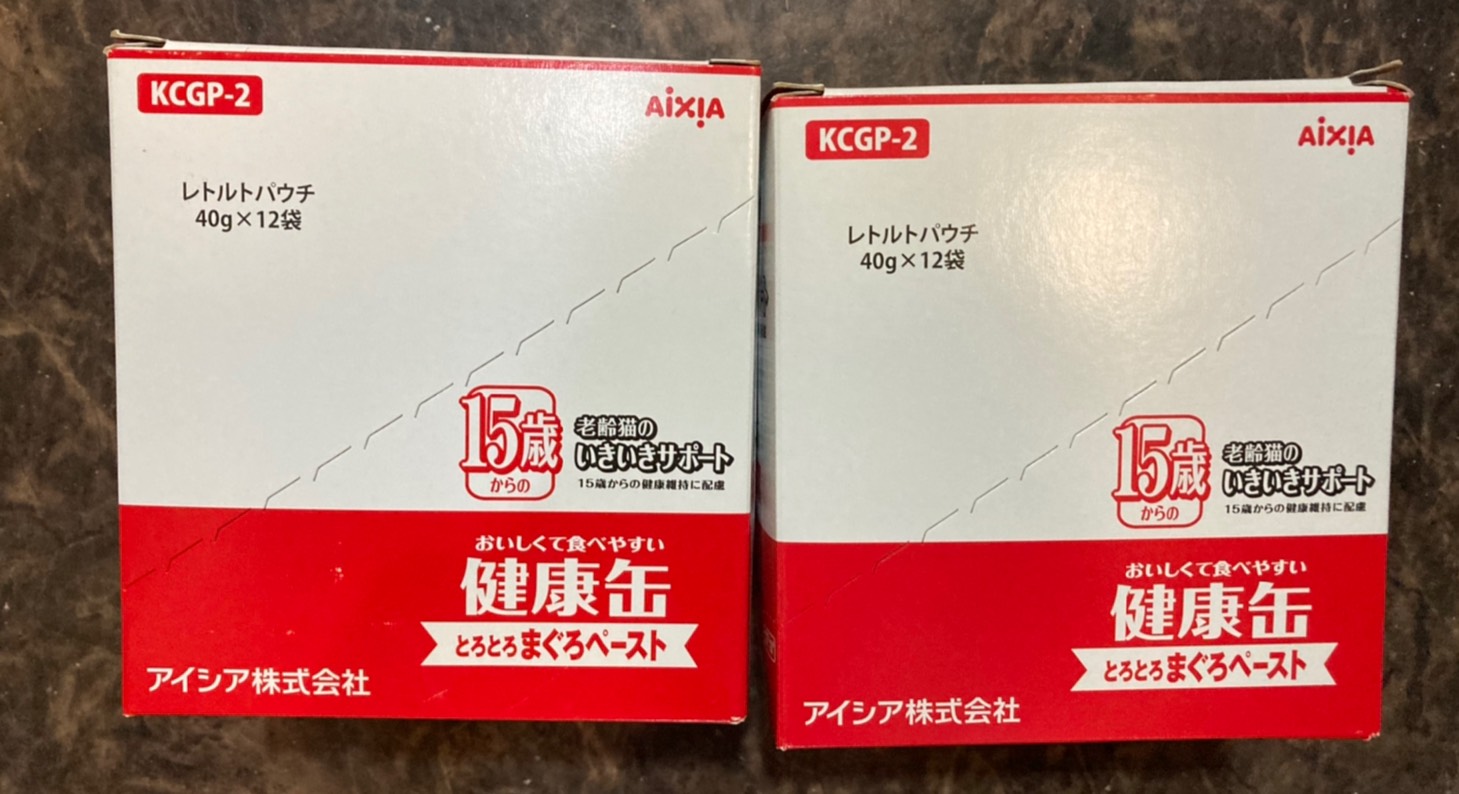 KCGP-2
AIXIA
レトルトパウチ
40g×12袋
15歳
からの
老齢猫の
いきいきサポート
15歳からの健康維持に配慮
おいしくて食べやすい
健康缶
とろとろまぐろペースト
アイシア株式会社
KCGP-2
AIXIA
レトルトパウチ
40g×12袋
15歳
からの
老齢猫の
いきいきサポート
15歳からの健康維持に配慮
おいしくて食べやすい
健康缶
とろとろまぐろペースト
アイシア株式会社